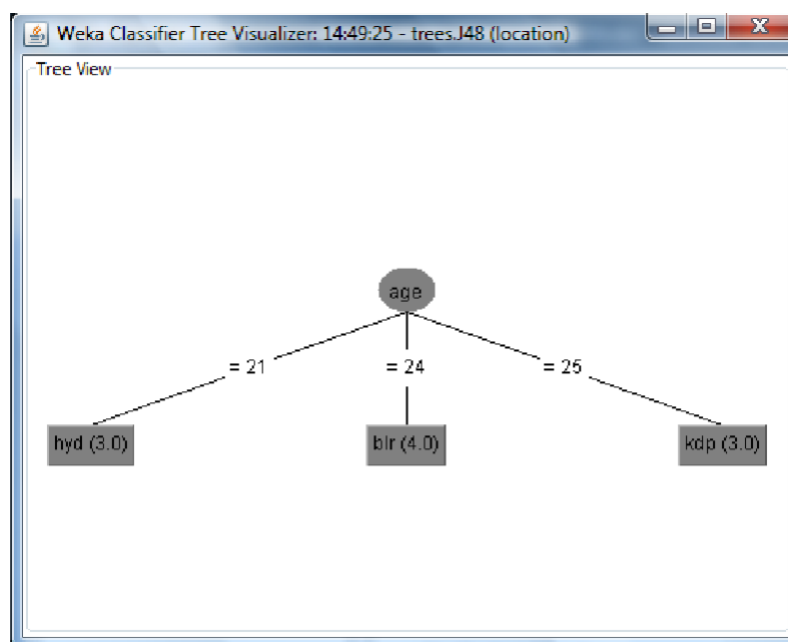 Weka Classifier Tree Visualizer: 14:49:25 - trees.J48 (location)
Tree View
age
= 21
= 24
= 25
hyd (3.0)
blr (4.0)
kdp (3.0)